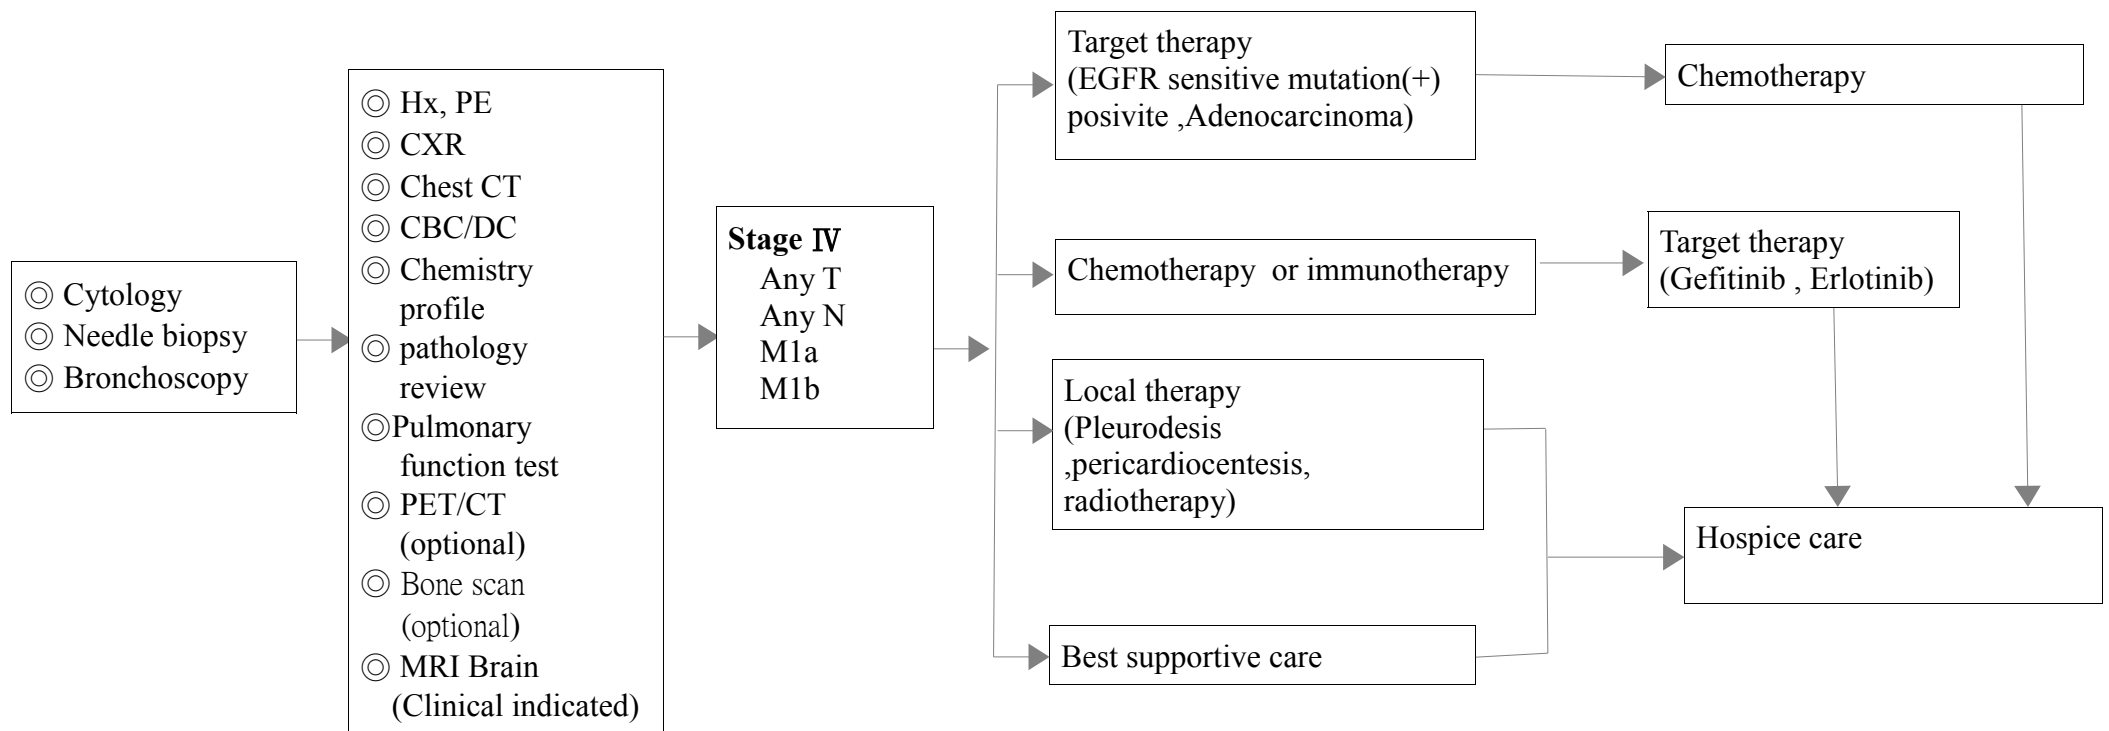 ◎ Cytology
◎ Needle biopsy
◎ Bronchoscopy
◎ Hx, PE
◎ CXR
◎ Chest CT
◎ CBC/DC
◎ Chemistry
profile
◎ pathology
review
◎Pulmonary
function test
◎ PET/CT
(optional)
◎ Bone scan
(optional)
◎ MRI Brain
(Clinical indicated)
Stage Ⅳ
Any T
Any N
M1a
M1b
Target therapy
(EGFR sensitive mutation(+)
posivite ,Adenocarcinoma)
Chemotherapy
Chemotherapy  or immunotherapy
Target therapy
(Gefitinib , Erlotinib)
Local therapy
(Pleurodesis
,pericardiocentesis,
radiotherapy)
Best supportive care
Hospice care